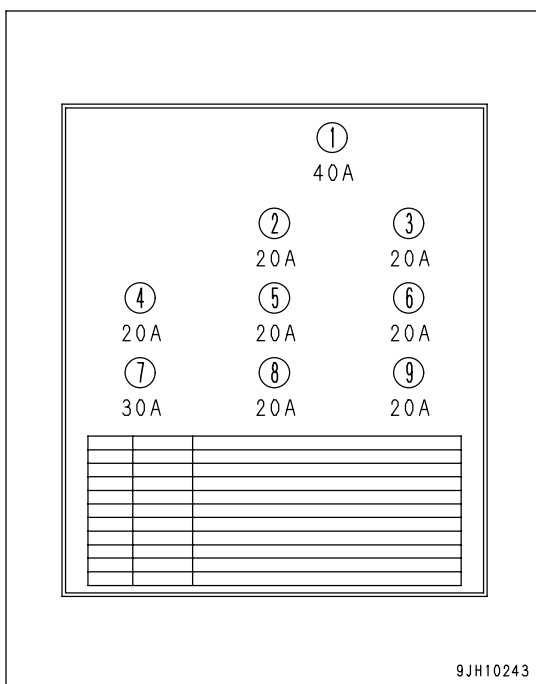 ①
40A
② ③
20A 20A
④ ⑤ ⑥
20A 20A 20A
⑦ ⑧ ⑨
30A 20A 20A
9JH10243